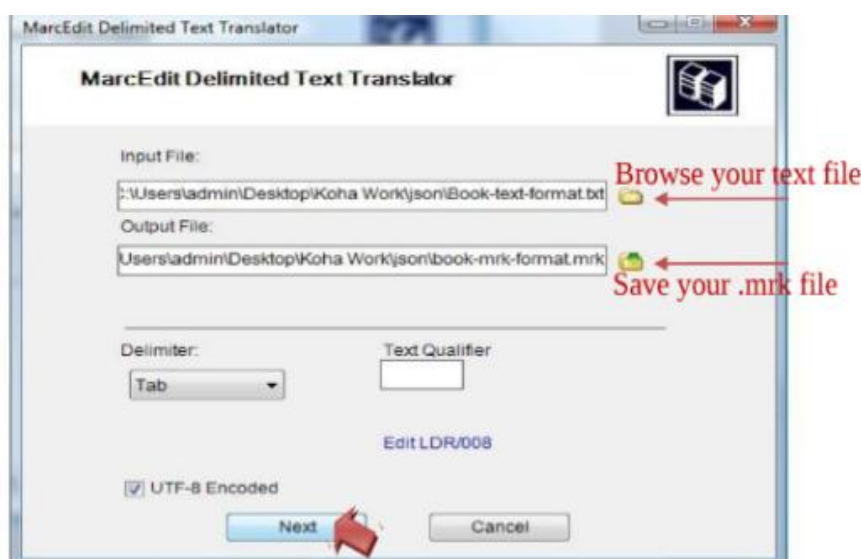 MarcEdit Delimited Text Translator
MarcEdit Delimited Text Translator
Input File:
C:\Users\admin\Desktop\Koha Work\json\Book-text-format.txt
Browse your text file
Output File:
Users\admin\Desktop\Koha Work\json\book-mrk-format.mrk
Save your .mrk file
Delimiter:
Text Qualifier
Tab
Edit LDR/008
UTF-8 Encoded
Next
Cancel